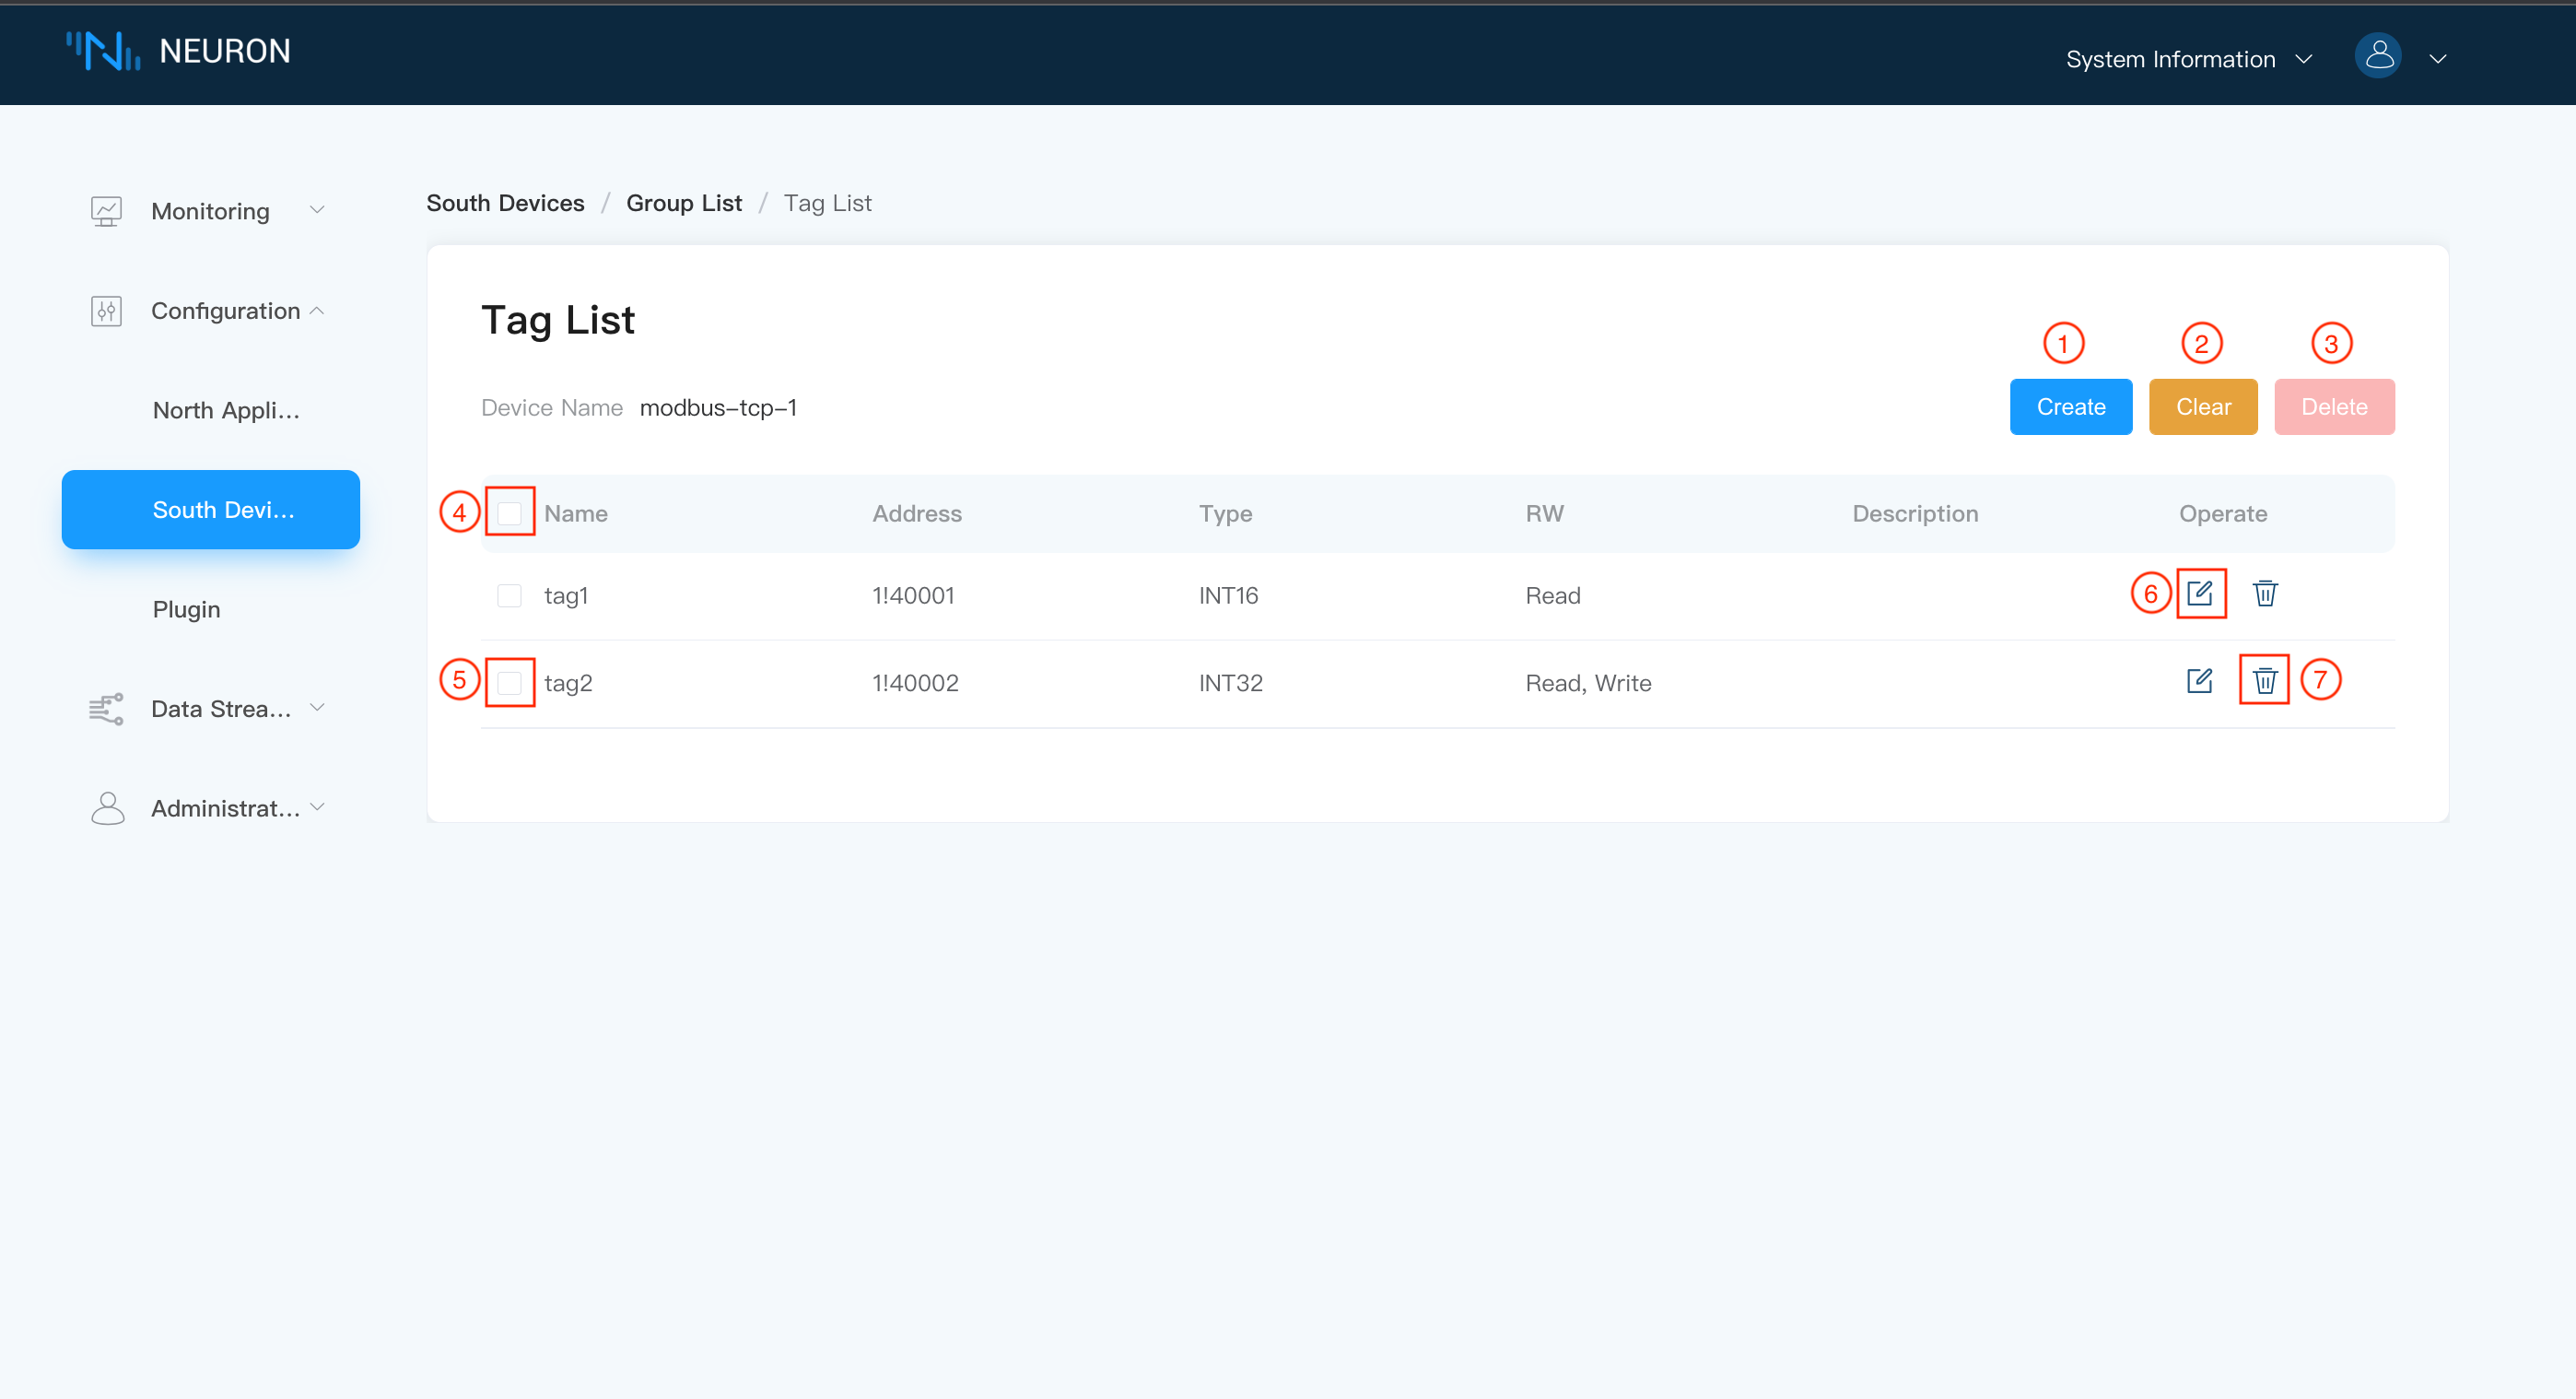 NEURON
System Information
Monitoring
Configuration
North Appli...
South Devi...
Plugin
Data Strea...
Administrat...
South Devices / Group List / Tag List
Tag List
1 2 3
Device Name modbus-tcp-1
Create Clear Delete
4 Name Address Type RW Description Operate
tag1 1!40001 INT16 Read 6
5 tag2 1!40002 INT32 Read, Write 7